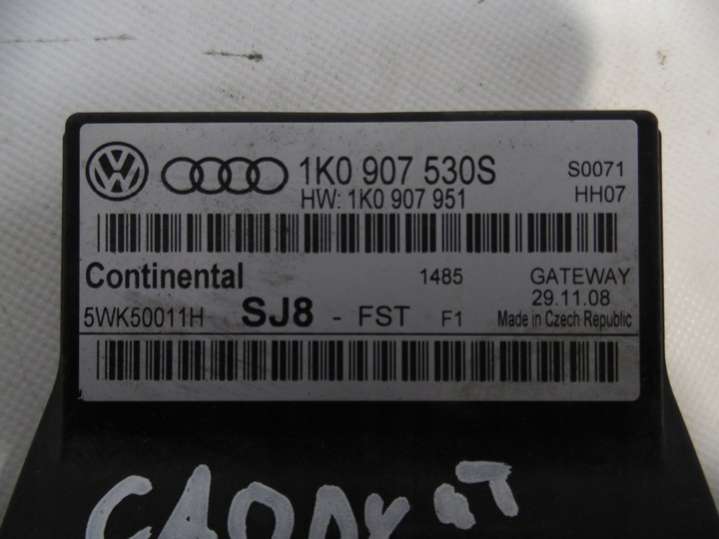 1K0 907 530S
S0071
HW: 1K0 907 951
HH07
Continental
1485
GATEWAY
29.11.08
5WK50011H
SJ8 - FST
F1
Made in Czech Republic